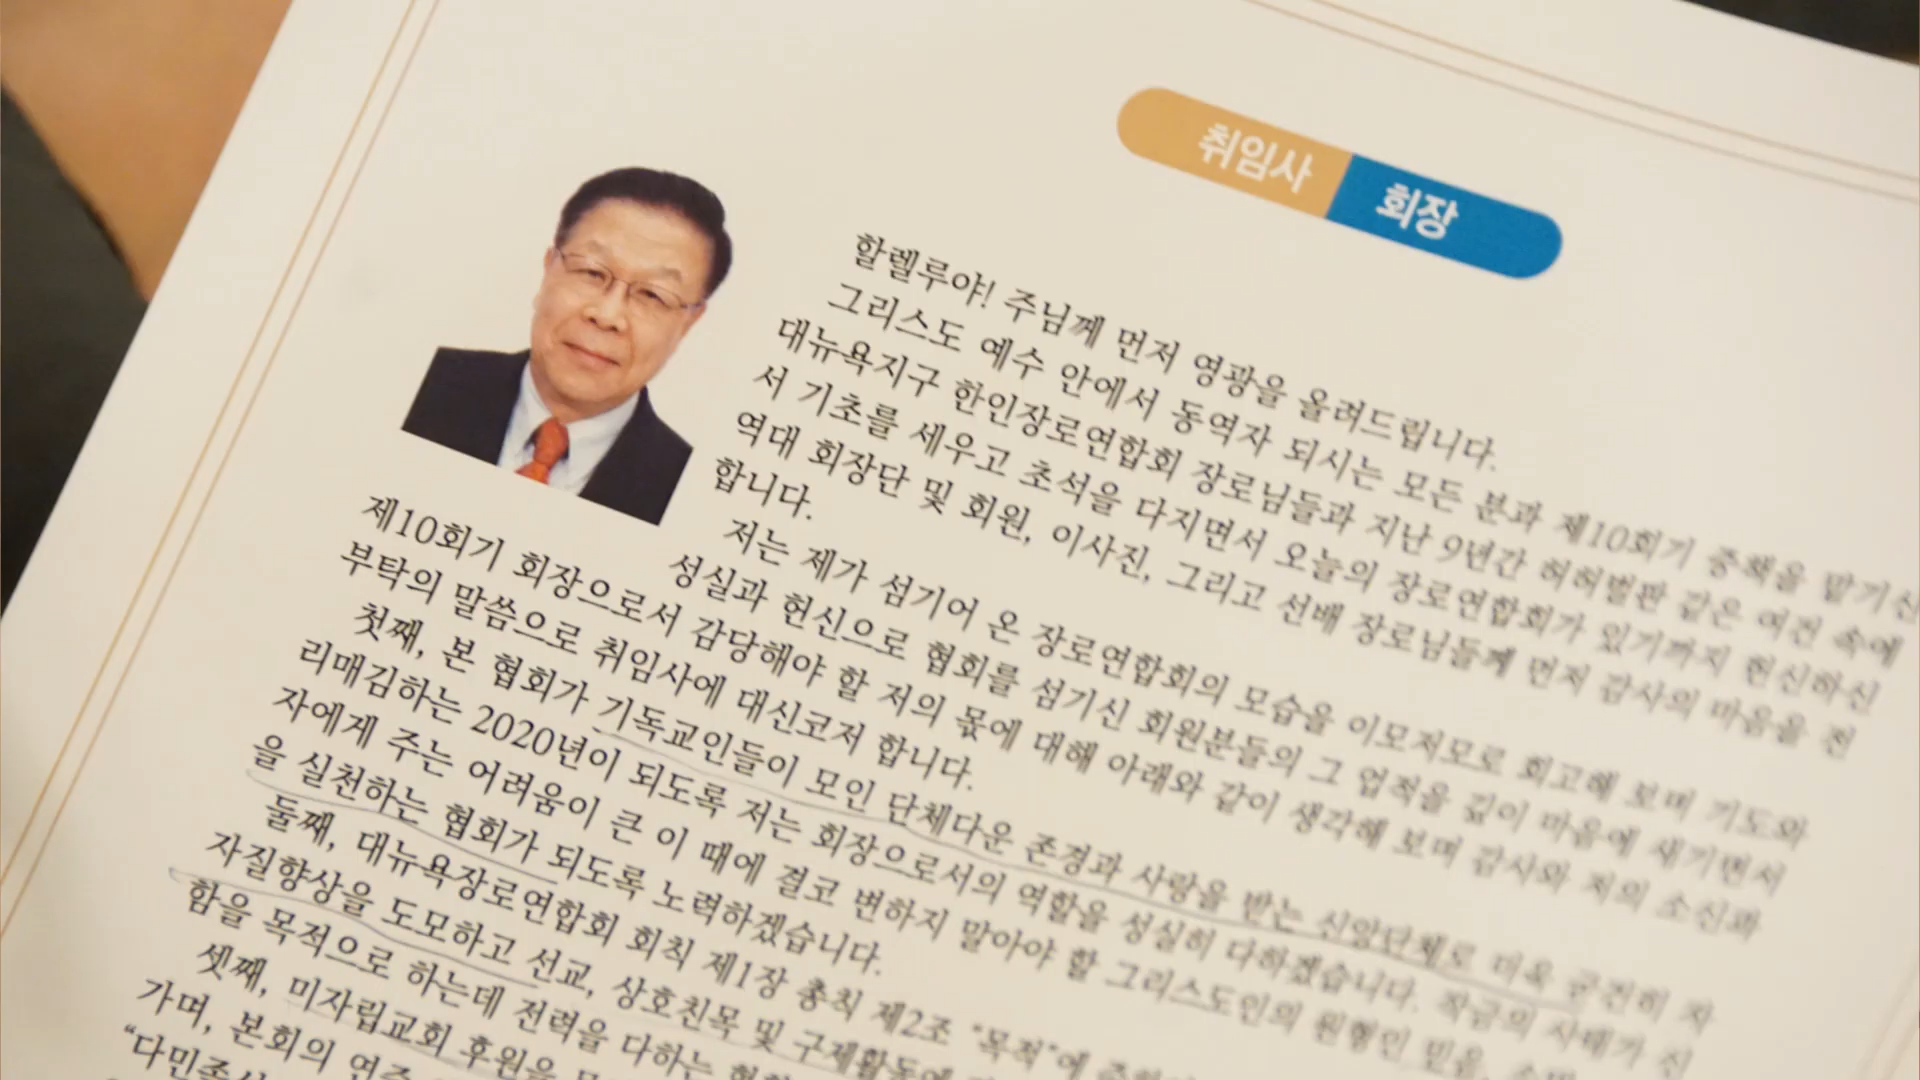 취임사 회장
할렐루야! 주님께 먼저 영광을 올려드립니다.
그리스도 예수 안에서 동역자 되시는 모든 분과 제10회기 중책을 맡기신
대뉴욕지구 한인장로연합회 장로님들과 지난 9년간 허허벌판 같은 여건 속에
서 기초를 세우고 초석을 다지면서 오늘의 장로연합회가 있기까지 헌신하신
역대 회장단 및 회원, 이사진, 그리고 선배 장로님들께 먼저 감사의 마음을 전
합니다.
저는 제가 섬기어 온 장로연합회의 모습을 이모저모로 회고해 보며 기도와
성실과 헌신으로 협회를 섬기신 회원분들의 그 업적을 깊이 마음에 새기면서
제10회기 회장으로서 감당해야 할 저의 몫에 대해 아래와 같이 생각해 보며 감사와 저의 소신과
부탁의 말씀으로 취임사에 대신코저 합니다.
첫째, 본 협회가 기독교인들이 모인 단체다운 존경과 사랑을 받는 신앙단체로 더욱 굳건히 자
리매김하는 2020년이 되도록 저는 회장으로서의 역할을 성실히 다하겠습니다. 작금의 사태가 신
자에게 주는 어려움이 큰 이 때에 결코 변하지 말아야 할 그리스도인의 원형인 믿음,
을 실천하는 협회가 되도록 노력하겠습니다.
둘째, 대뉴욕장로연합회 회칙 제1장 총칙 제2조 "목적"에
자질향상을 도모하고 선교, 상호친목 및 구제활동에
함을 목적으로 하는데 전력을 다하는
셋째, 미자립교회 후원을
가며, 본회의
"다민족